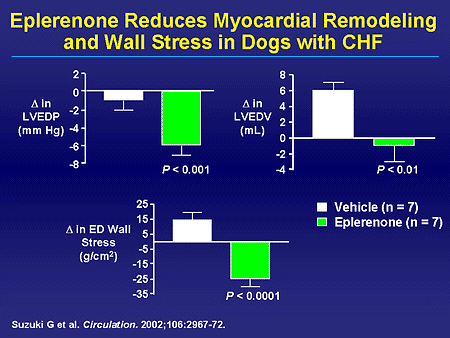 Eplerenone Reduces Myocardial Remodeling
and Wall Stress in Dogs with CHF
Δ in
LVEDP
(mm Hg)
2
0
-2
-4
-6
-8
P < 0.001
Δ in
LVEDV
(mL)
8
6
4
2
0
-2
-4
P < 0.01
Δ in ED Wall
Stress
(g/cm²)
25
15
5
-5
-15
-25
-35
P < 0.0001
Vehicle (n = 7)
Eplerenone (n = 7)
Suzuki G et al. Circulation. 2002;106:2967-72.